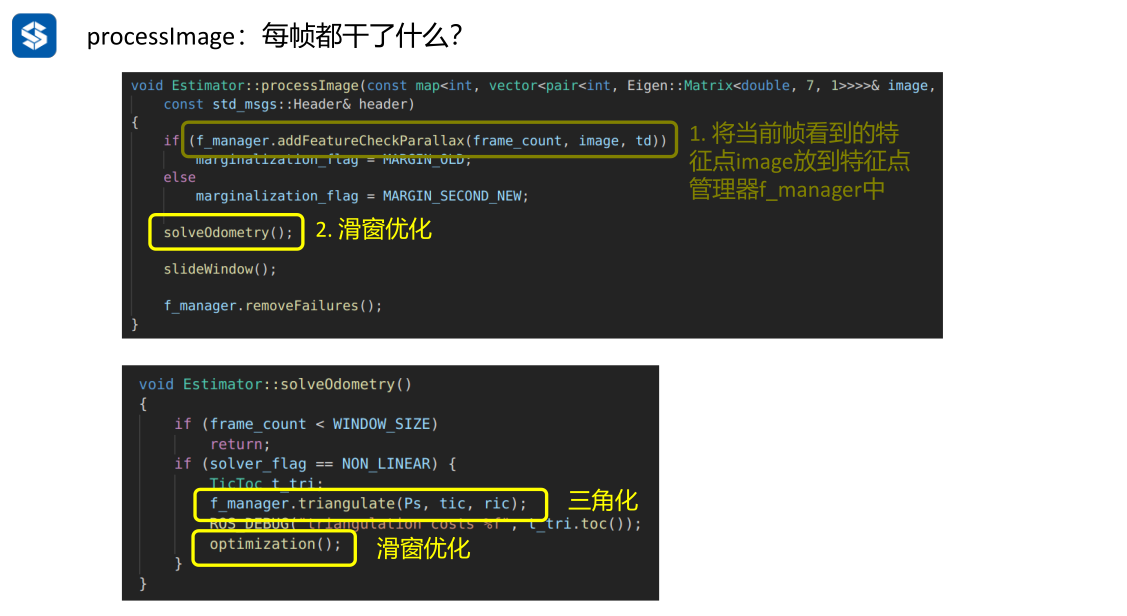 processImage：每帧都干了什么？
void Estimator::processImage(const map<int, vector<pair<int, Eigen::Matrix<double, 7, 1>>>>& image,
const std_msgs::Header& header)
{
if (f_manager.addFeatureCheckParallax(frame_count, image, td))
marginalization_flag = MARGIN_OLD;
else
marginalization_flag = MARGIN_SECOND_NEW;
solveOdometry();
slideWindow();
f_manager.removeFailures();
}
1. 将当前帧看到的特
征点image放到特征点
管理器f_manager中
2. 滑窗优化
void Estimator::solveOdometry()
{
if (frame_count < WINDOW_SIZE)
return;
if (solver_flag == NON_LINEAR) {
TicToc t_tri;
f_manager.triangulate(Ps, tic, ric);
ROS_DEBUG("triangulation costs %f", t_tri.toc());
optimization();
}
}
三角化
滑窗优化